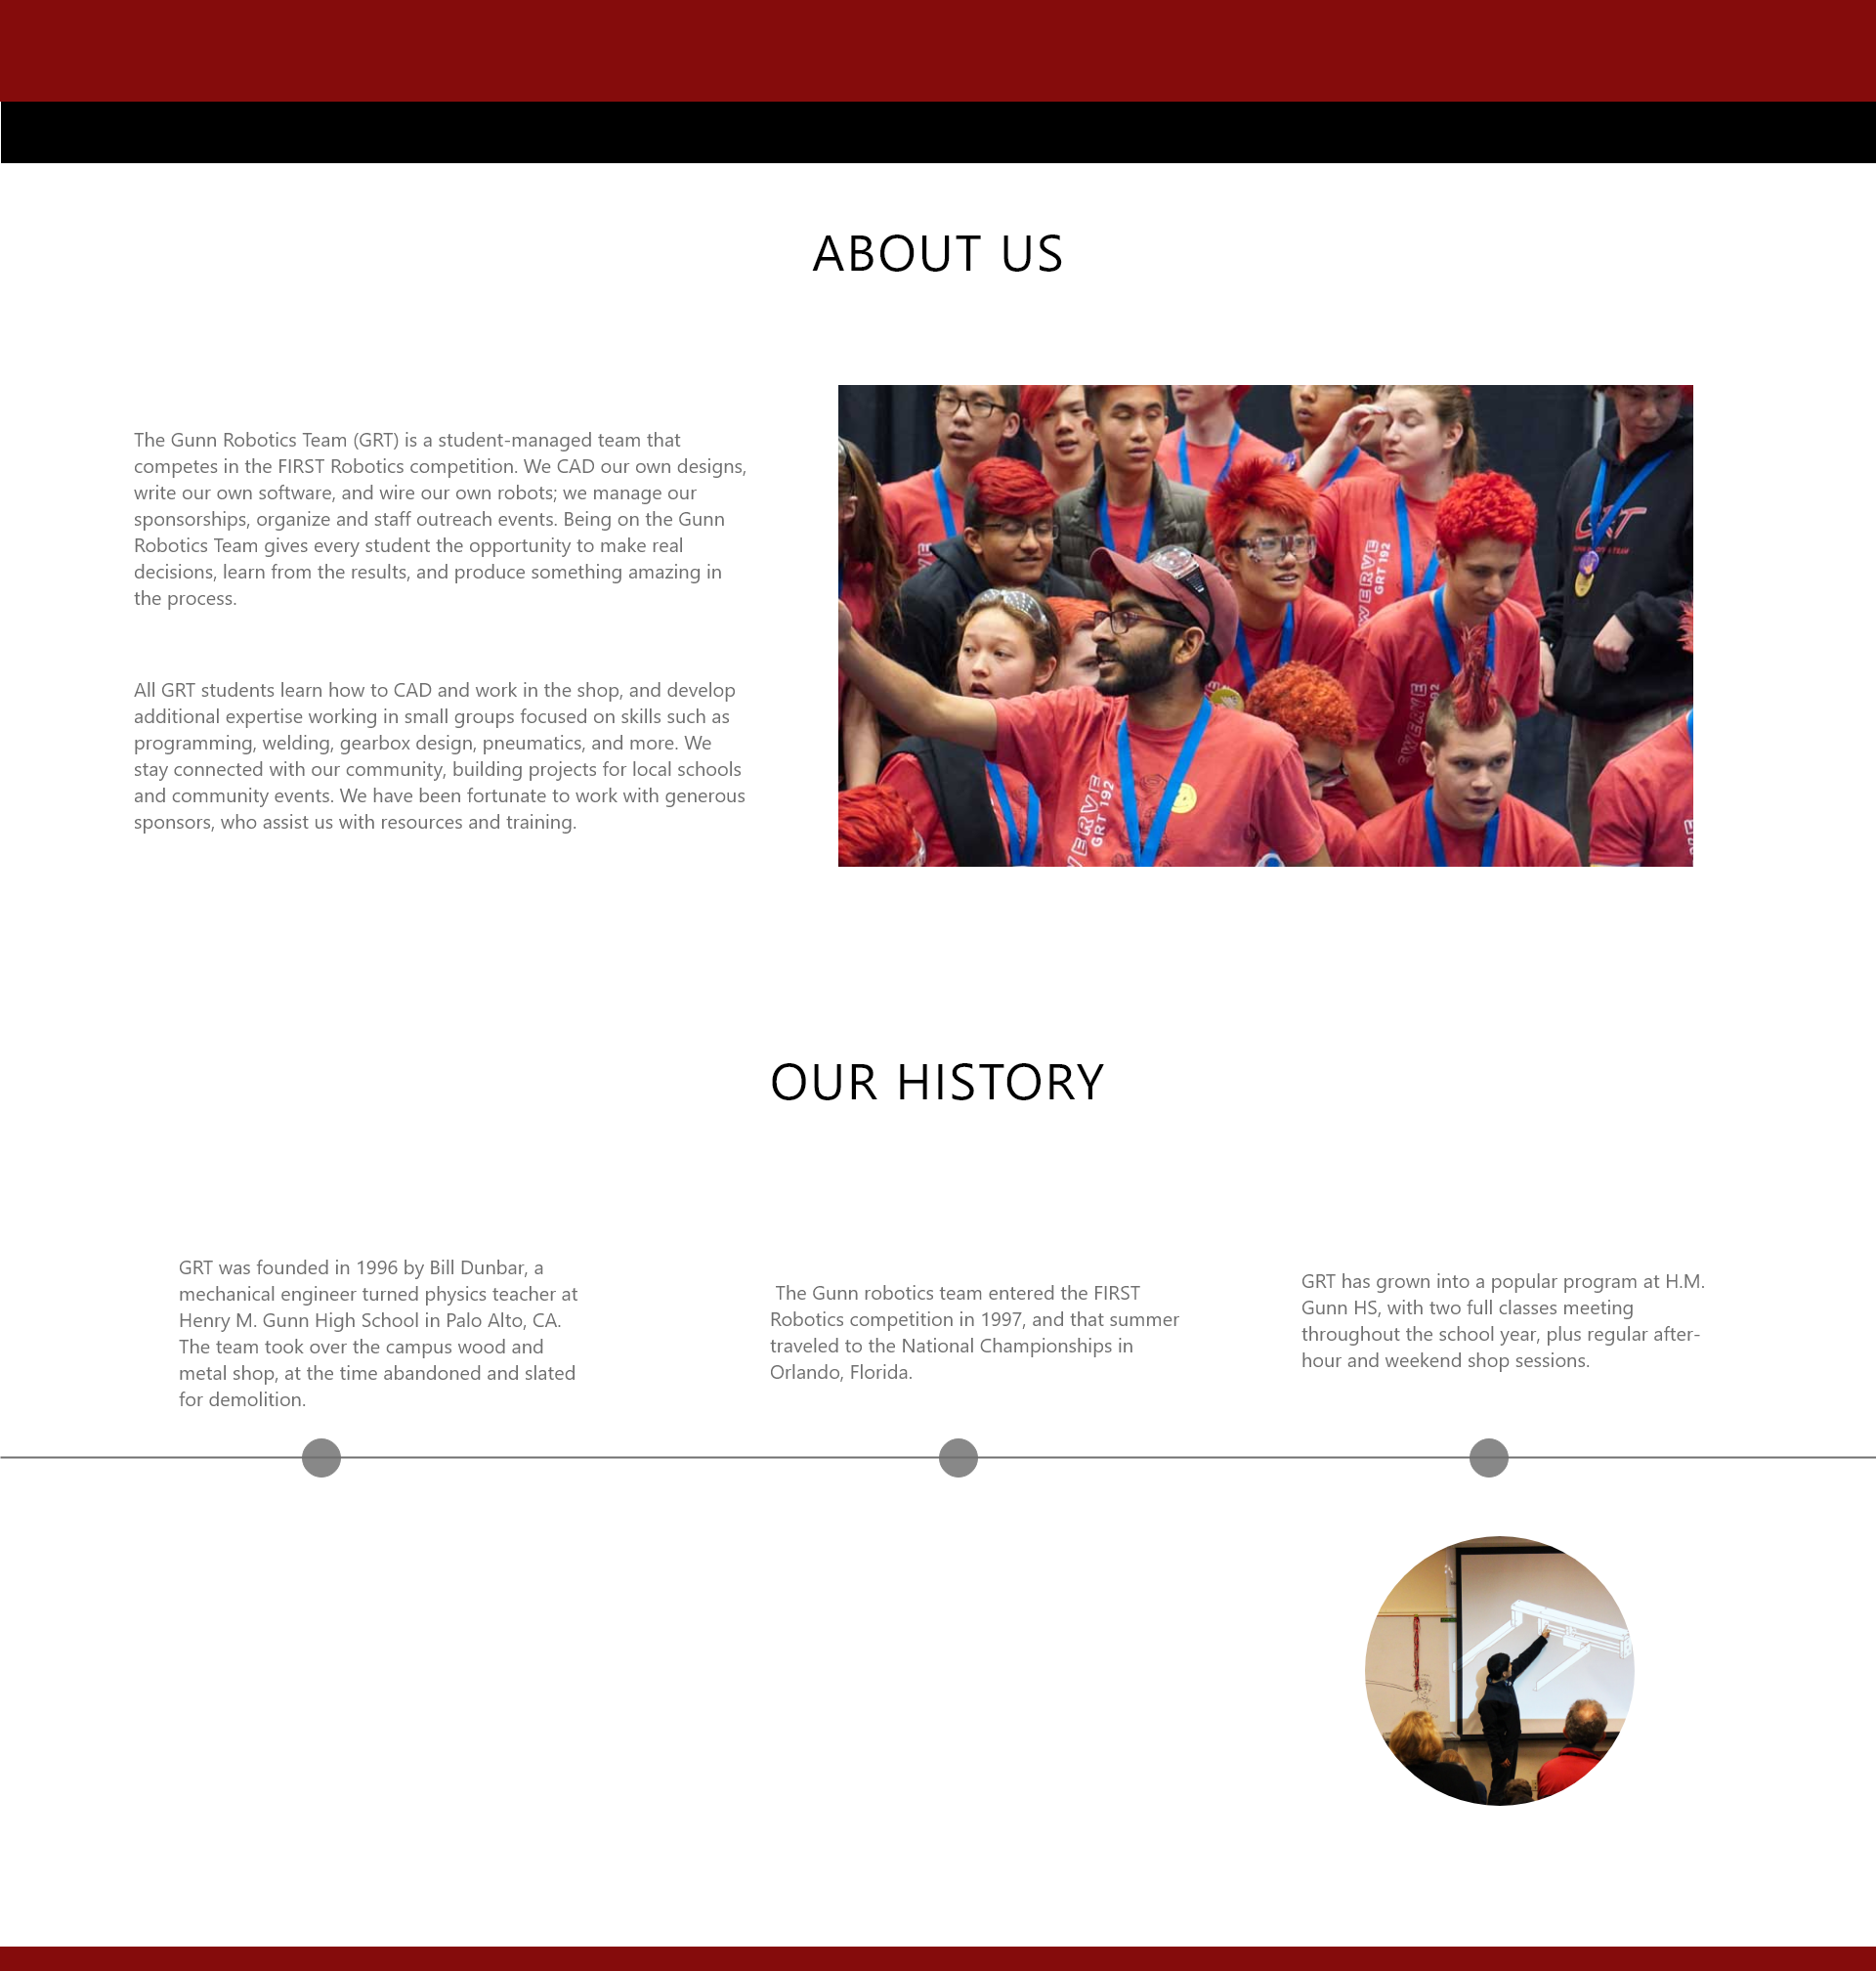 ABOUT US
The Gunn Robotics Team (GRT) is a student-managed team that
competes in the FIRST Robotics competition. We CAD our own designs,
write our own software, and wire our own robots; we manage our
sponsorships, organize and staff outreach events. Being on the Gunn
Robotics Team gives every student the opportunity to make real
decisions, learn from the results, and produce something amazing in
the process.
All GRT students learn how to CAD and work in the shop, and develop
additional expertise working in small groups focused on skills such as
programming, welding, gearbox design, pneumatics, and more. We
stay connected with our community, building projects for local schools
and community events. We have been fortunate to work with generous
sponsors, who assist us with resources and training.
GRT
WERVE
GRT 192
WERVE
GRT 192
OUR HISTORY
GRT was founded in 1996 by Bill Dunbar, a
mechanical engineer turned physics teacher at
Henry M. Gunn High School in Palo Alto, CA.
The team took over the campus wood and
metal shop, at the time abandoned and slated
for demolition.
The Gunn robotics team entered the FIRST
Robotics competition in 1997, and that summer
traveled to the National Championships in
Orlando, Florida.
GRT has grown into a popular program at H.M.
Gunn HS, with two full classes meeting
throughout the school year, plus regular after-
hour and weekend shop sessions.